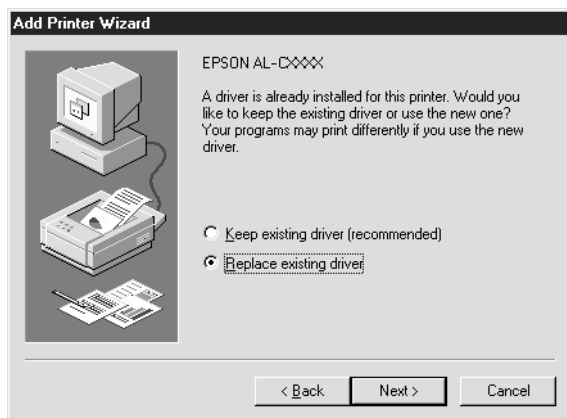 Add Printer Wizard
EPSON AL-CXXXX
A driver is already installed for this printer. Would you
like to keep the existing driver or use the new one?
Your programs may print differently if you use the new
driver.
Keep existing driver (recommended)
Replace existing driver
< Back Next > Cancel